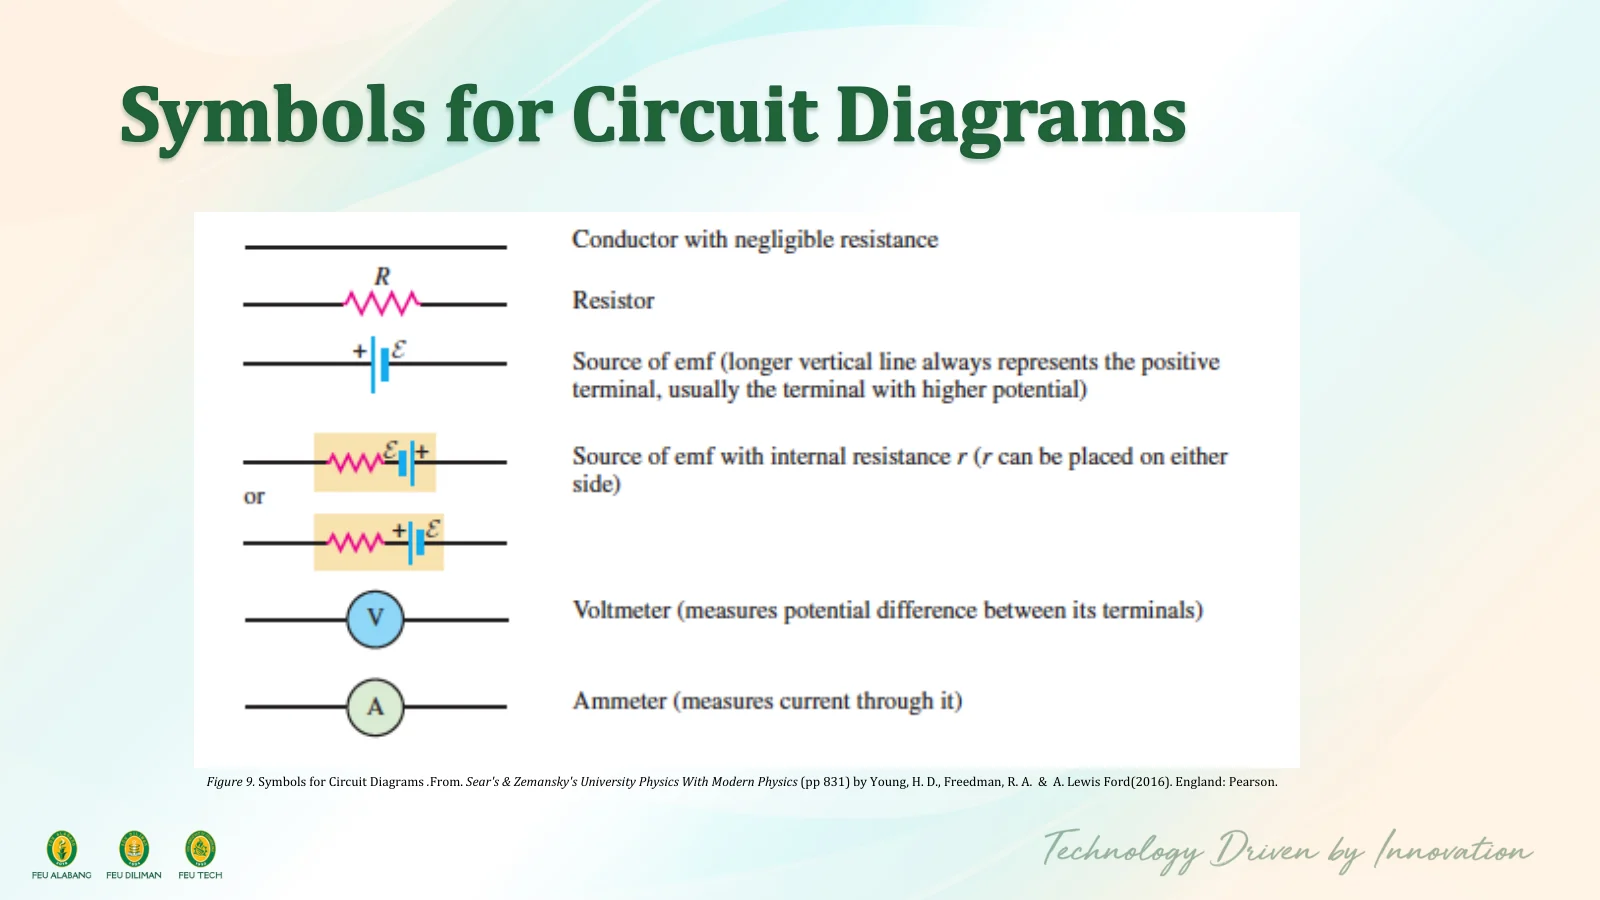 Symbols for Circuit Diagrams
Conductor with negligible resistance
R
Resistor
+ ℰ
Source of emf (longer vertical line always represents the positive
terminal, usually the terminal with higher potential)
ℰ +
Source of emf with internal resistance r (r can be placed on either
side)
or
+ ℰ
V
Voltmeter (measures potential difference between its terminals)
A
Ammeter (measures current through it)
Figure 9. Symbols for Circuit Diagrams .From. Sear's & Zemansky's University Physics With Modern Physics (pp 831) by Young, H. D., Freedman, R. A. & A. Lewis Ford(2016). England: Pearson.
FEU ALABANG
FEU DILIMAN
FEU TECH
Technology Driven by Innovation